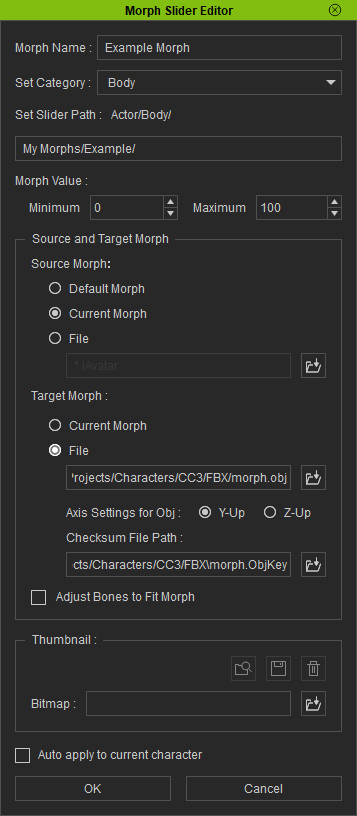 Morph Slider Editor
Morph Name : Example Morph
Set Category : Body
Set Slider Path : Actor/Body/
My Morphs/Example/
Morph Value :
Minimum 0 Maximum 100
Source and Target Morph
Source Morph:
Default Morph
Current Morph
File
*.iAvatar
Target Morph :
Current Morph
File
rojects/Characters/CC3/FBX/morph.obj
Axis Settings for Obj : Y-Up Z-Up
Checksum File Path :
cts/Characters/CC3/FBX\morph.ObjKey
Adjust Bones to Fit Morph
Thumbnail :
Bitmap :
Auto apply to current character
OK Cancel